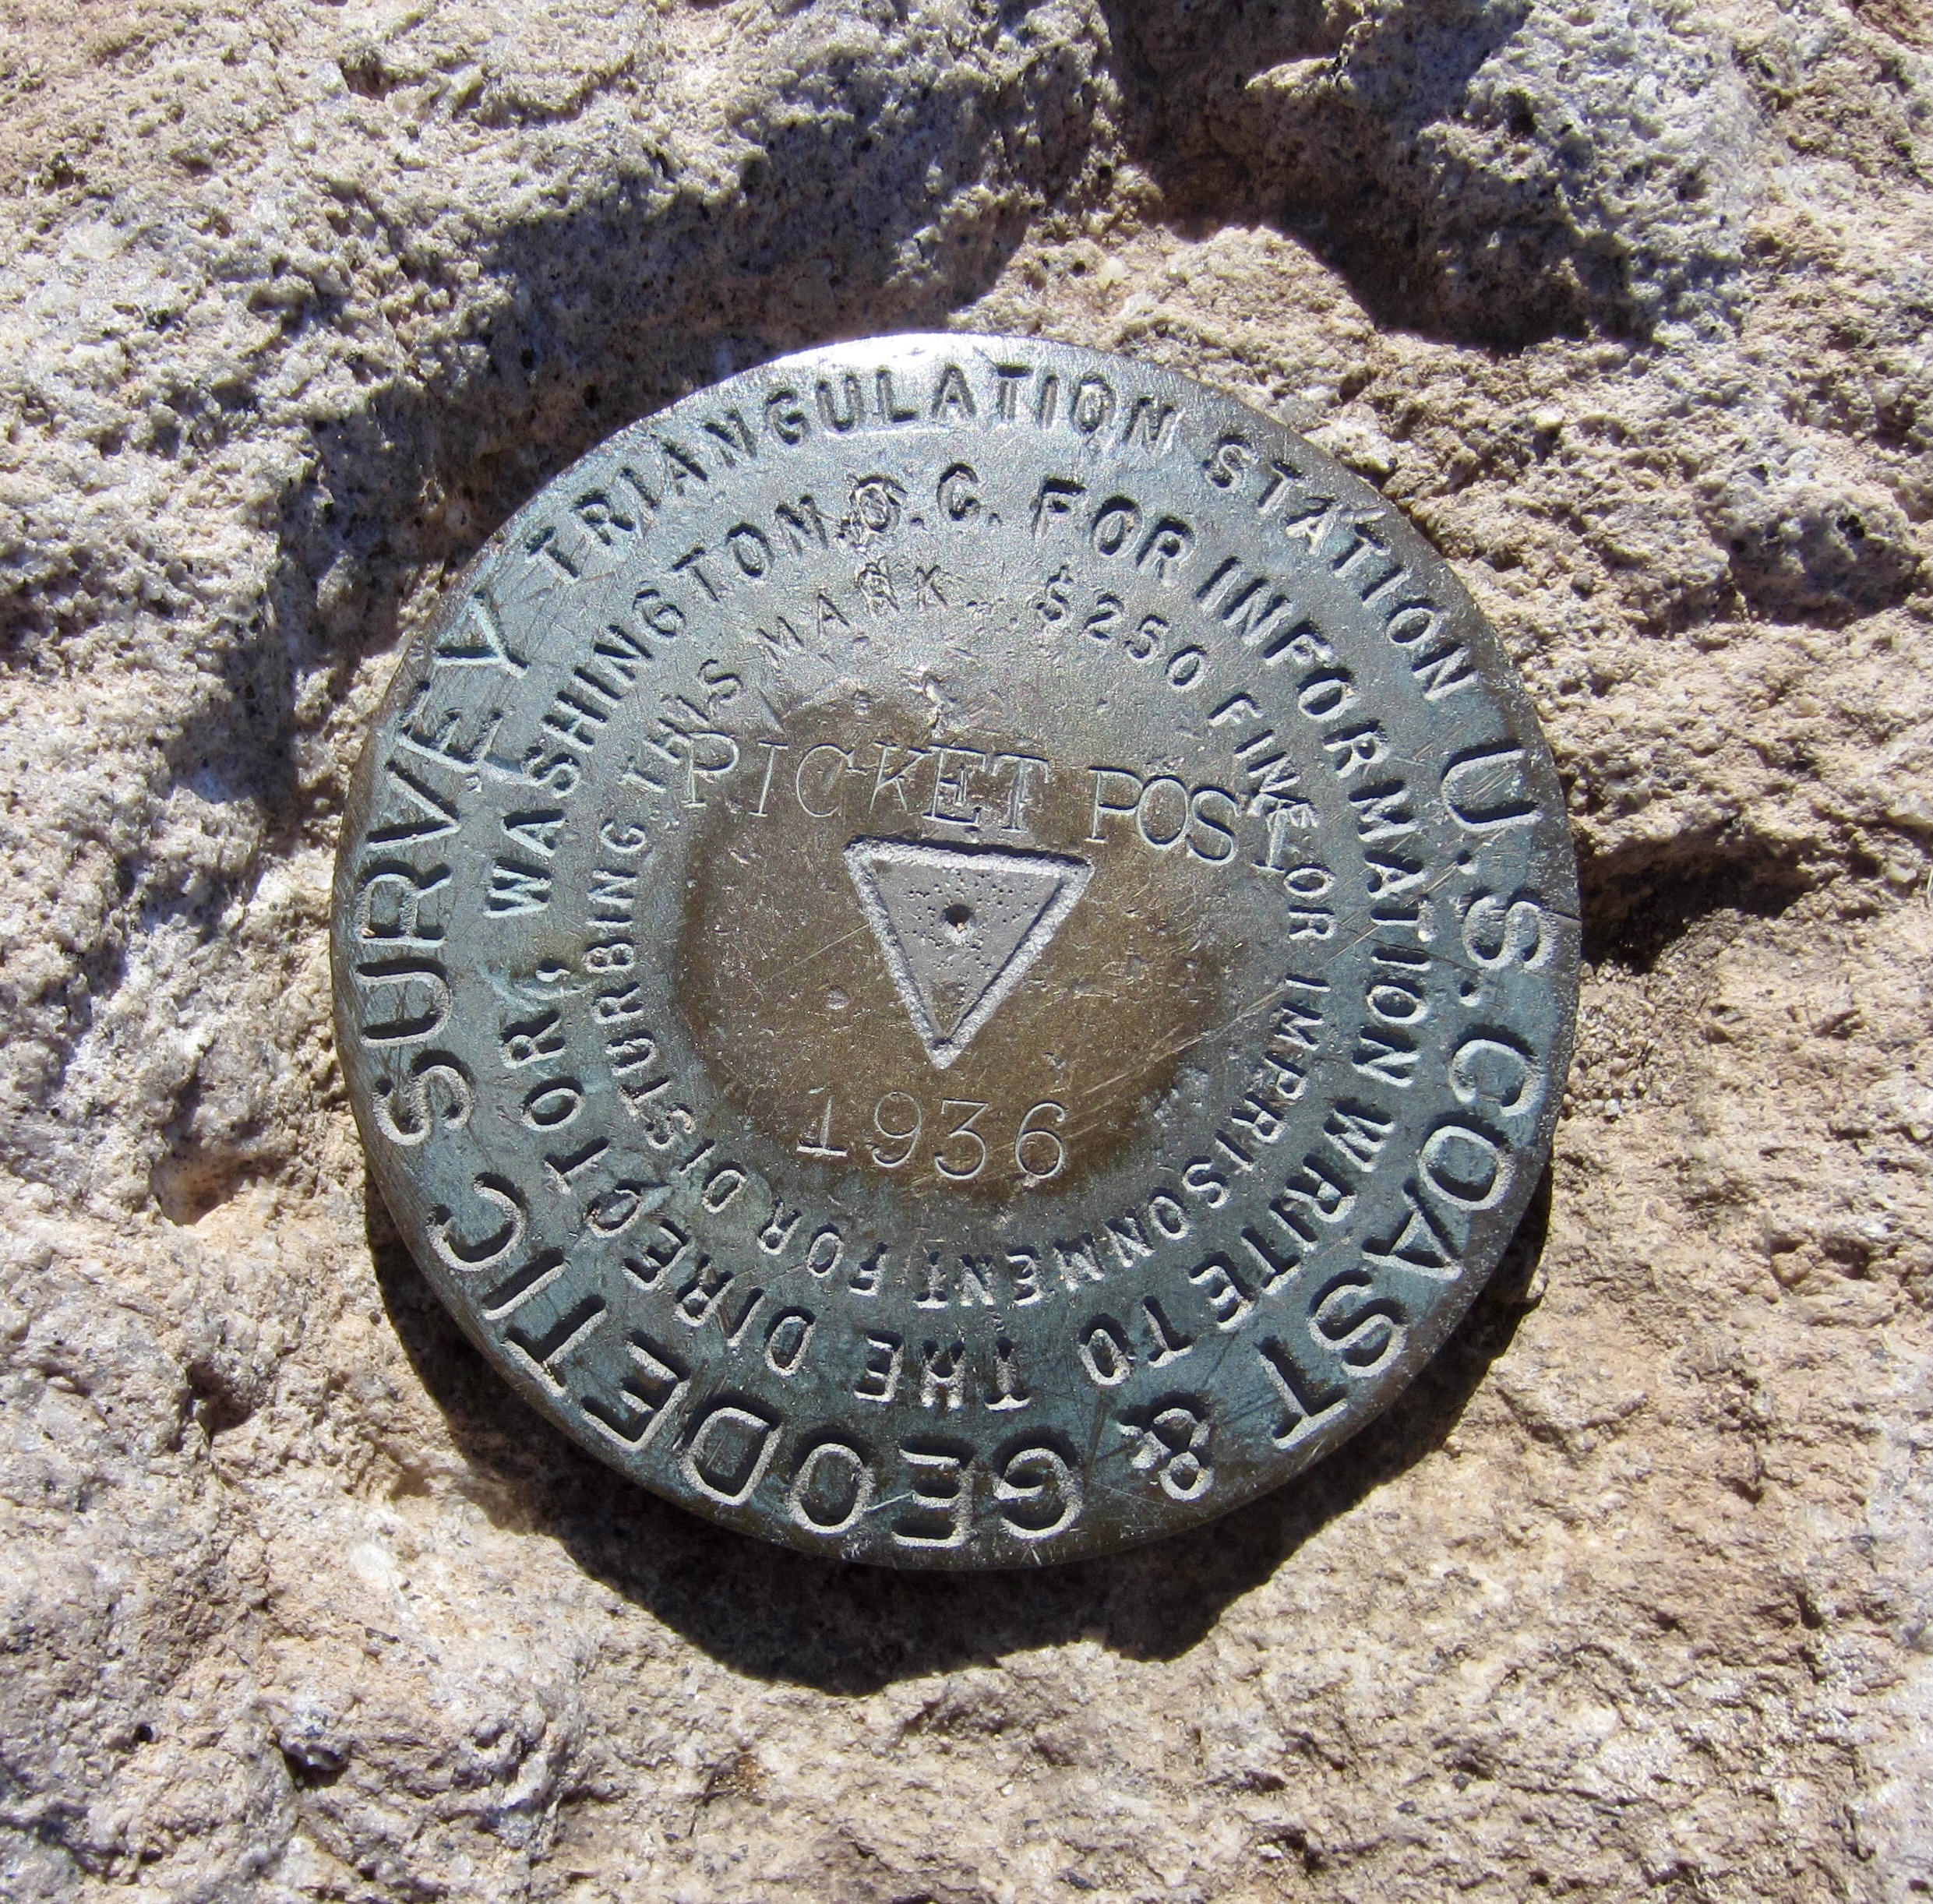 U.S. COAST & GEODETIC SURVEY
TRIANGULATION STATION
FOR INFORMATION WRITE TO THE DIRECTOR, WASHINGTON, D.C.
$250 FINE OR IMPRISONMENT FOR DISTURBING THIS MARK.
PICKET POST
1936